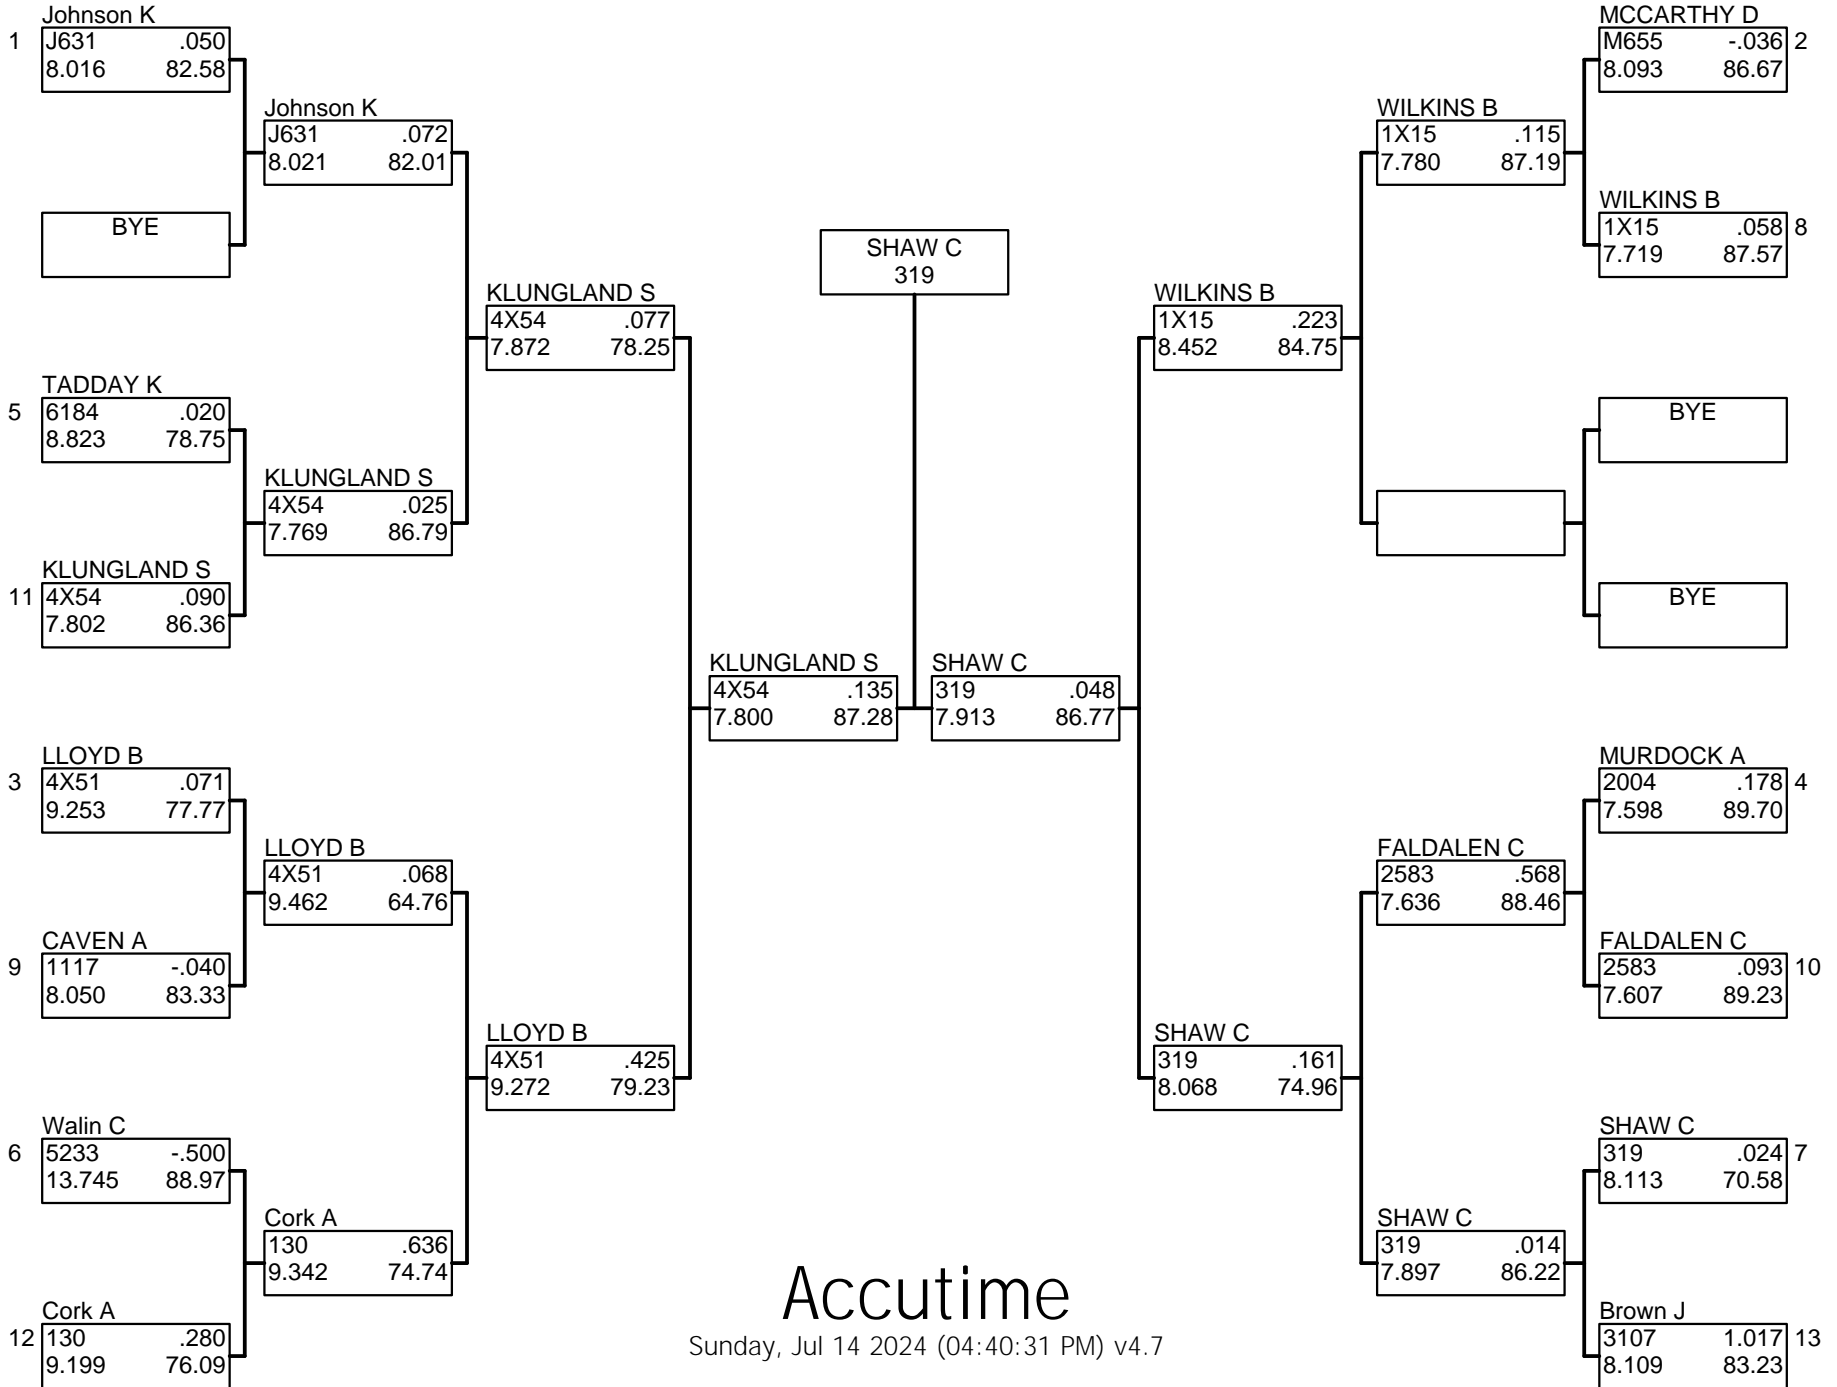 Johnson K
1 J631 .050
8.016 82.58
BYE
TADDAY K
5 6184 .020
8.823 78.75
KLUNGLAND S
11 4X54 .090
7.802 86.36
LLOYD B
3 4X51 .071
9.253 77.77
CAVEN A
9 1117 -.040
8.050 83.33
Walin C
6 5233 -.500
13.745 88.97
Cork A
12 130 .280
9.199 76.09
Johnson K
J631 .072
8.021 82.01
KLUNGLAND S
4X54 .025
7.769 86.79
LLOYD B
4X51 .068
9.462 64.76
Cork A
130 .636
9.342 74.74
KLUNGLAND S
4X54 .077
7.872 78.25
LLOYD B
4X51 .425
9.272 79.23
KLUNGLAND S
4X54 .135
7.800 87.28
SHAW C
319
SHAW C
319 .048
7.913 86.77
WILKINS B
1X15 .223
8.452 84.75
SHAW C
319 .161
8.068 74.96
WILKINS B
1X15 .115
7.780 87.19
FALDALEN C
2583 .568
7.636 88.46
SHAW C
319 .014
7.897 86.22
MCCARTHY D
M655 -.036 2
8.093 86.67
WILKINS B
1X15 .058 8
7.719 87.57
BYE
BYE
MURDOCK A
2004 .178 4
7.598 89.70
FALDALEN C
2583 .093 10
7.607 89.23
SHAW C
319 .024 7
8.113 70.58
Brown J
3107 1.017 13
8.109 83.23
Accutime
Sunday, Jul 14 2024 (04:40:31 PM) v4.7